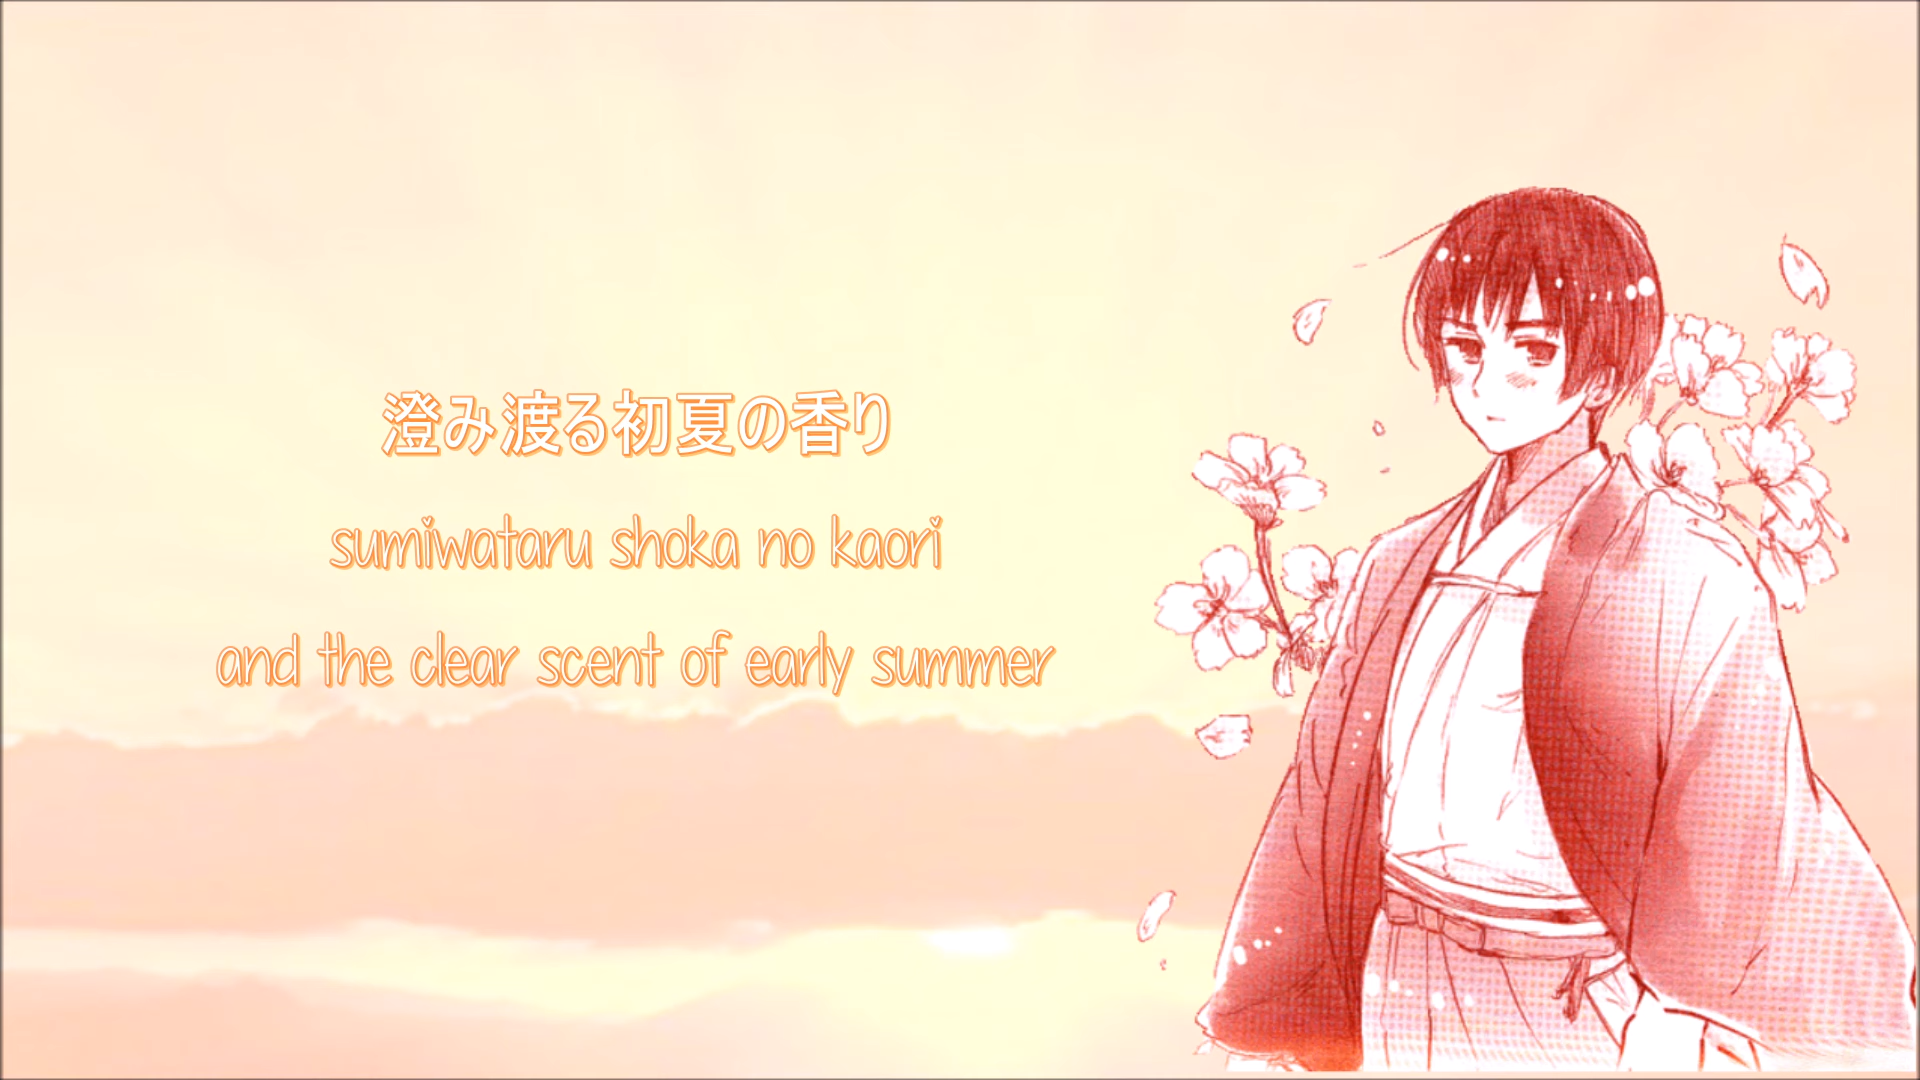 澄み渡る初夏の香り
sumiwataru shoka no kaori
and the clear scent of early summer